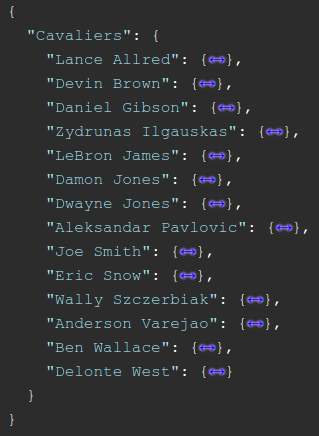 {
"Cavaliers": {
"Lance Allred": {↔},
"Devin Brown": {↔},
"Daniel Gibson": {↔},
"Zydrunas Ilgauskas": {↔},
"LeBron James": {↔},
"Damon Jones": {↔},
"Dwayne Jones": {↔},
"Aleksandar Pavlovic": {↔},
"Joe Smith": {↔},
"Eric Snow": {↔},
"Wally Szczerbiak": {↔},
"Anderson Varejao": {↔},
"Ben Wallace": {↔},
"Delonte West": {↔}
}
}